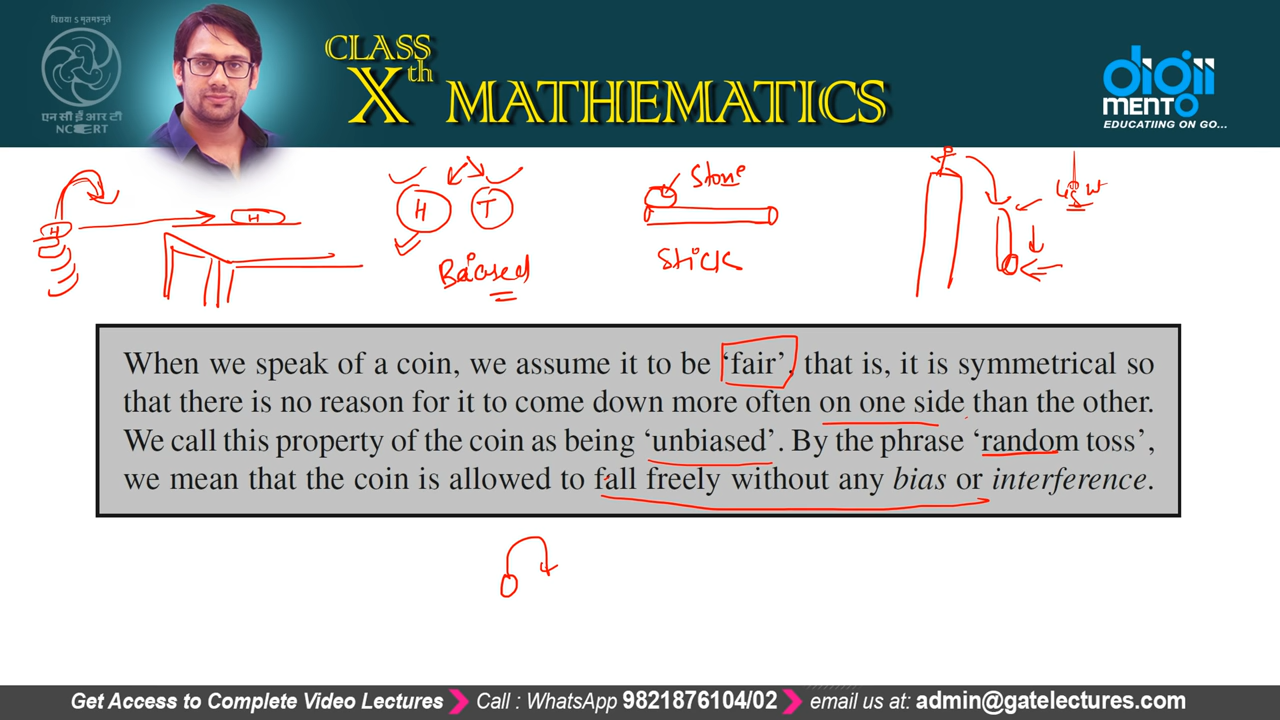 विद्यया ऽ मृतमश्नुते
एन सी ई आर टी
NCERT
CLASS
Xth MATHEMATICS
digii
mento
EDUCATIING ON GO...
H
H
H T
Baised
Stone
Stick
When we speak of a coin, we assume it to be ‘fair’, that is, it is symmetrical so
that there is no reason for it to come down more often on one side than the other.
We call this property of the coin as being ‘unbiased’. By the phrase ‘random toss’,
we mean that the coin is allowed to fall freely without any bias or interference.
Get Access to Complete Video Lectures Call : WhatsApp 9821876104/02 email us at: admin@gatelectures.com